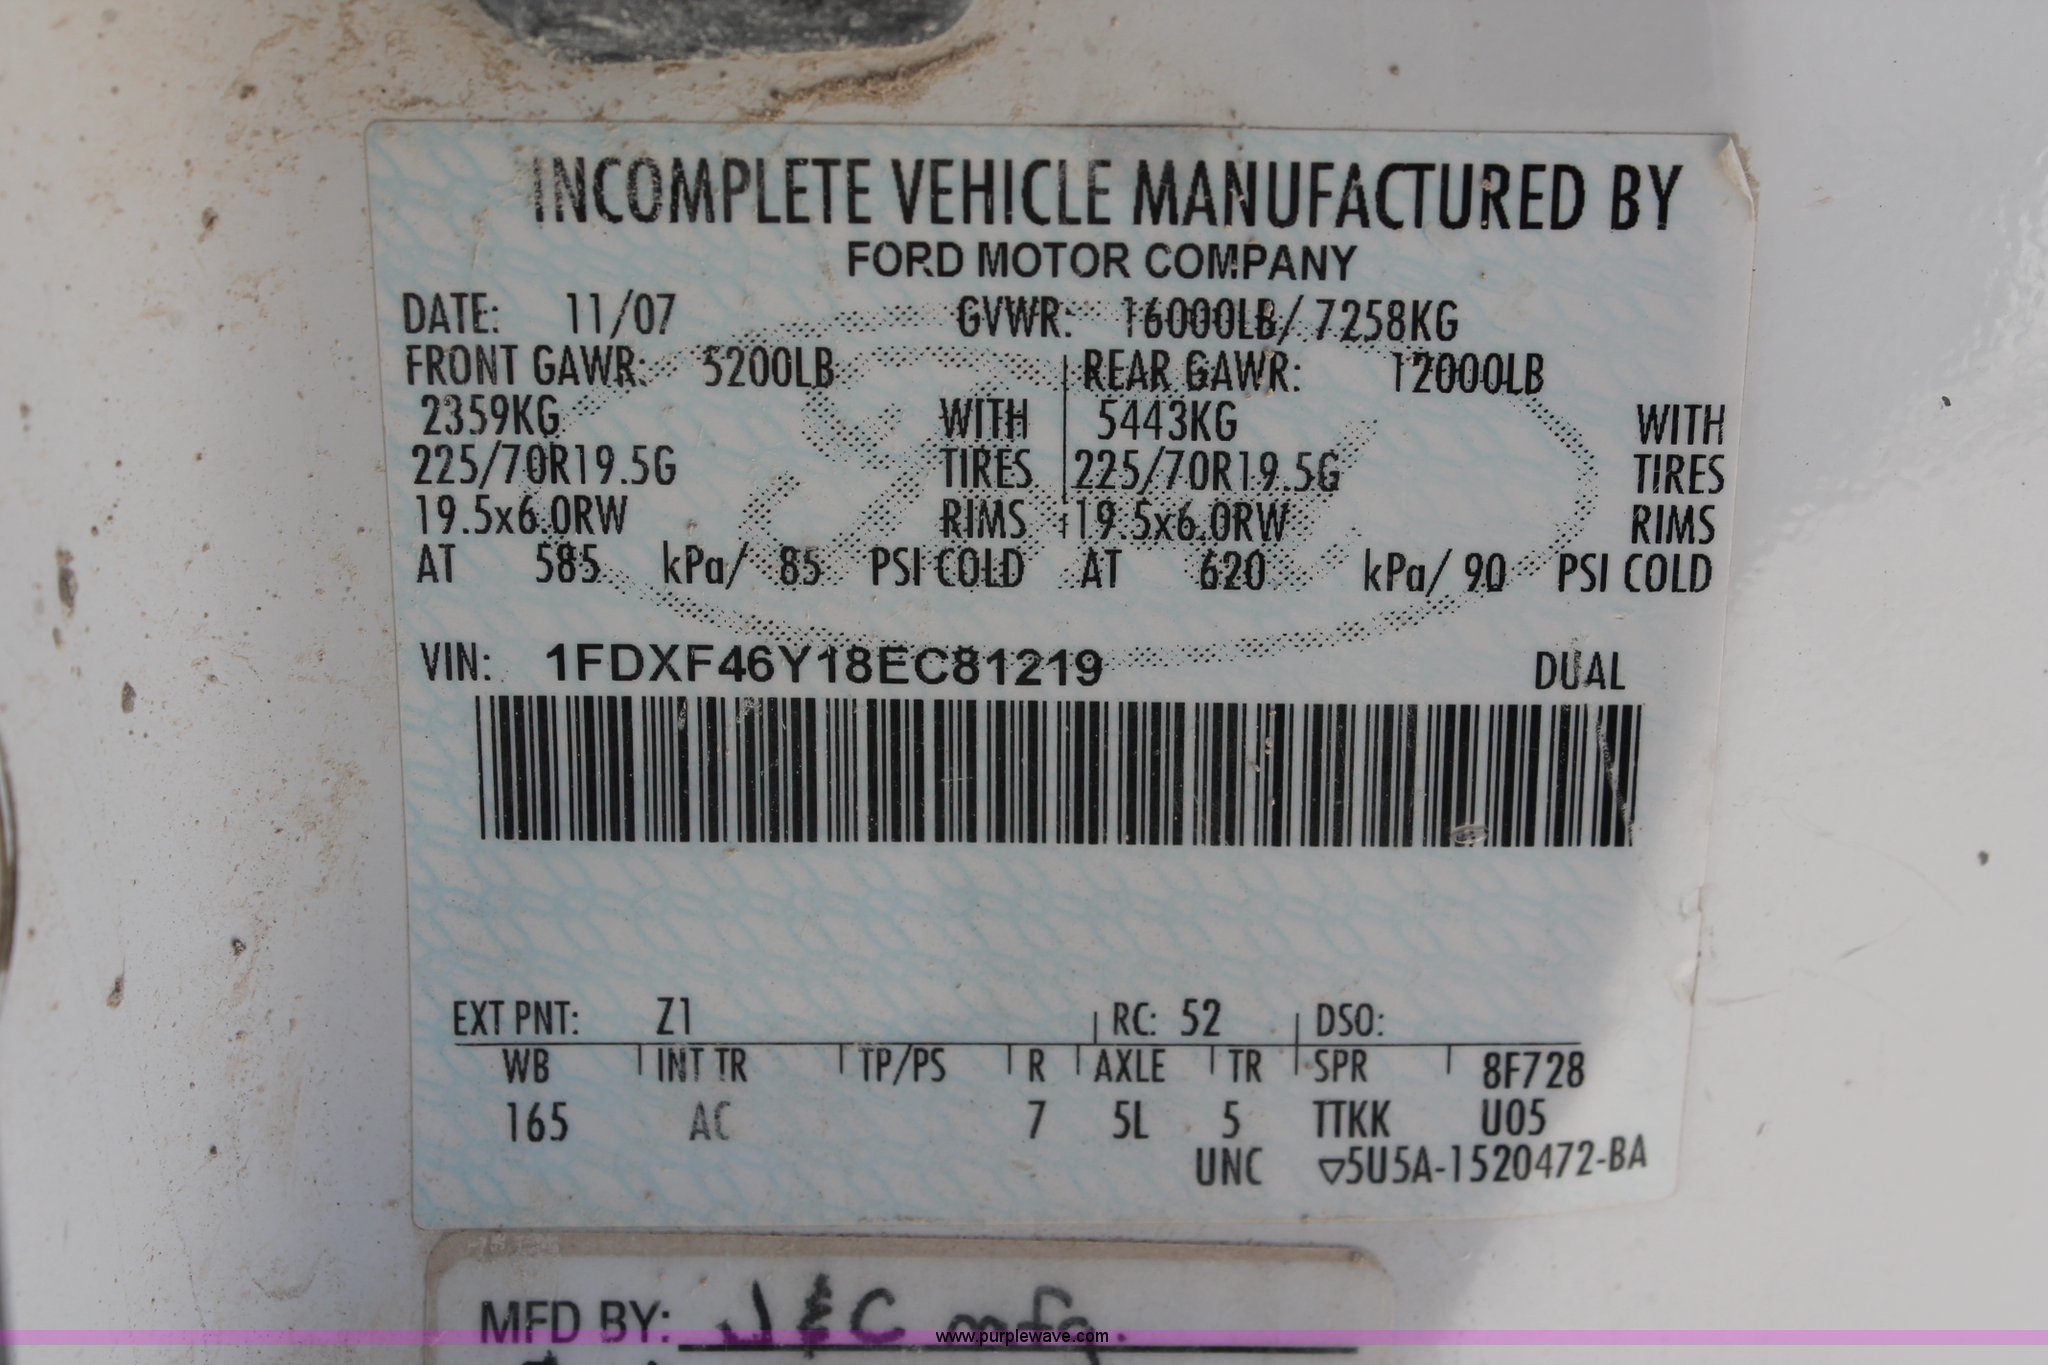 INCOMPLETE VEHICLE MANUFACTURED BY
FORD MOTOR COMPANY
DATE: 11/07 GVWR: 16000LB/ 7258KG
FRONT GAWR: 5200LB REAR GAWR: 12000LB
2359KG WITH 5443KG WITH
225/70R19.5G TIRES 225/70R19.5G TIRES
19.5x6.0RW RIMS 19.5x6.0RW RIMS
AT 585 kPa/ 85 PSI COLD AT 620 kPa/ 90 PSI COLD
VIN: 1FDXF46Y18EC81219 DUAL
EXT PNT: Z1 RC: 52 DSO:
WB INT TR TP/PS R AXLE TR SPR 8F728
165 AC 7 5L 5 TTKK U05
UNC ▽5U5A-1520472-BA
MFD BY: J & C mfg.
www.purplewave.com